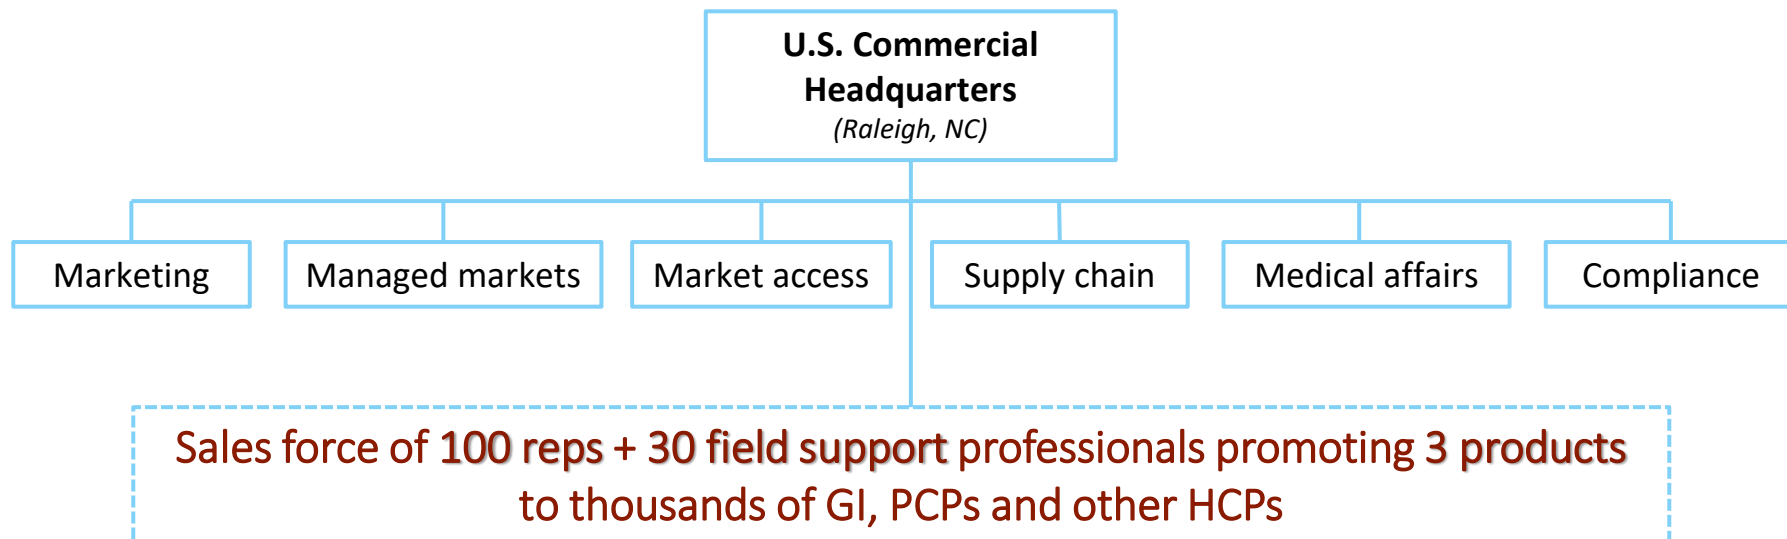 U.S. Commercial
Headquarters
(Raleigh, NC)
Marketing
Managed markets
Market access
Supply chain
Medical affairs
Compliance
Sales force of 100 reps + 30 field support professionals promoting 3 products
to thousands of GI, PCPs and other HCPs